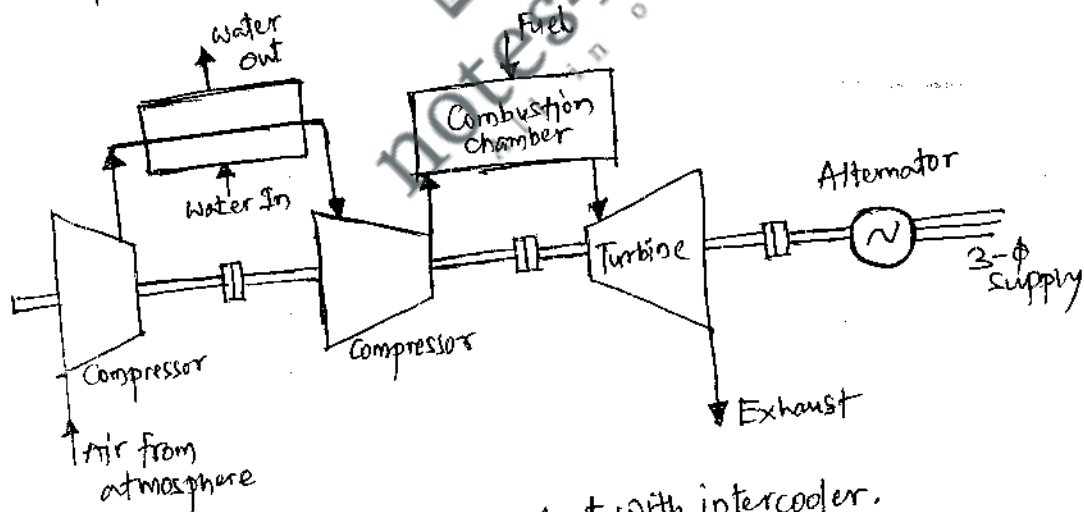 water
out
Fuel
Combustion
chamber
Water In
Alternator
Turbine
3-ϕ
supply
Compressor
Compressor
Exhaust
Air from
atmosphere
with intercooler.
notes